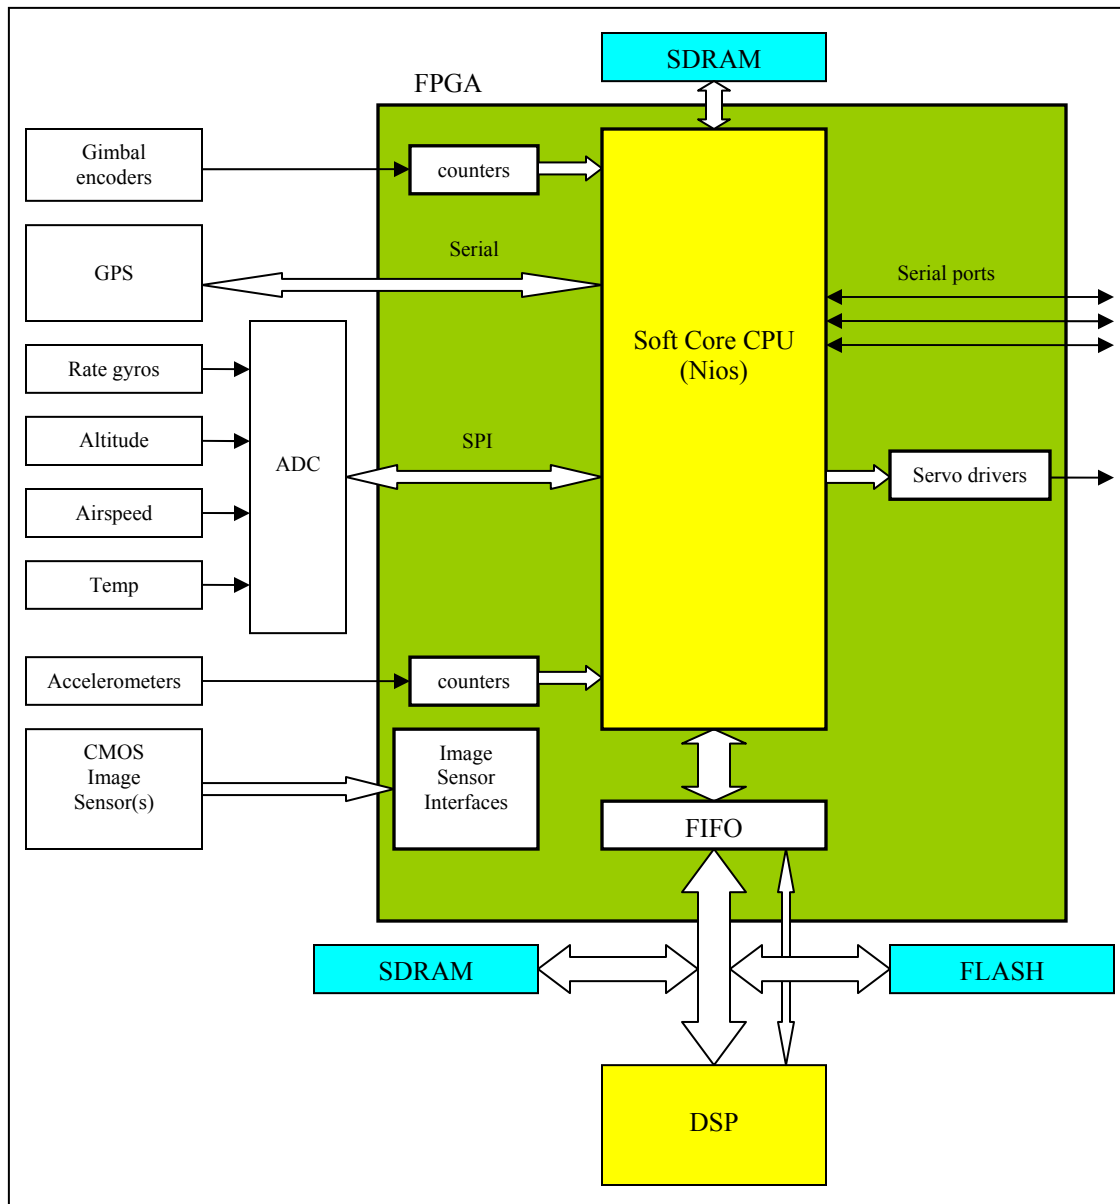 SDRAM
FPGA
Gimbal
encoders
counters
GPS
Serial
Serial ports
Rate gyros
Soft Core CPU
(Nios)
Altitude
SPI
ADC
Servo drivers
Airspeed
Temp
Accelerometers
counters
CMOS
Image
Sensor(s)
Image
Sensor
Interfaces
FIFO
SDRAM
FLASH
DSP